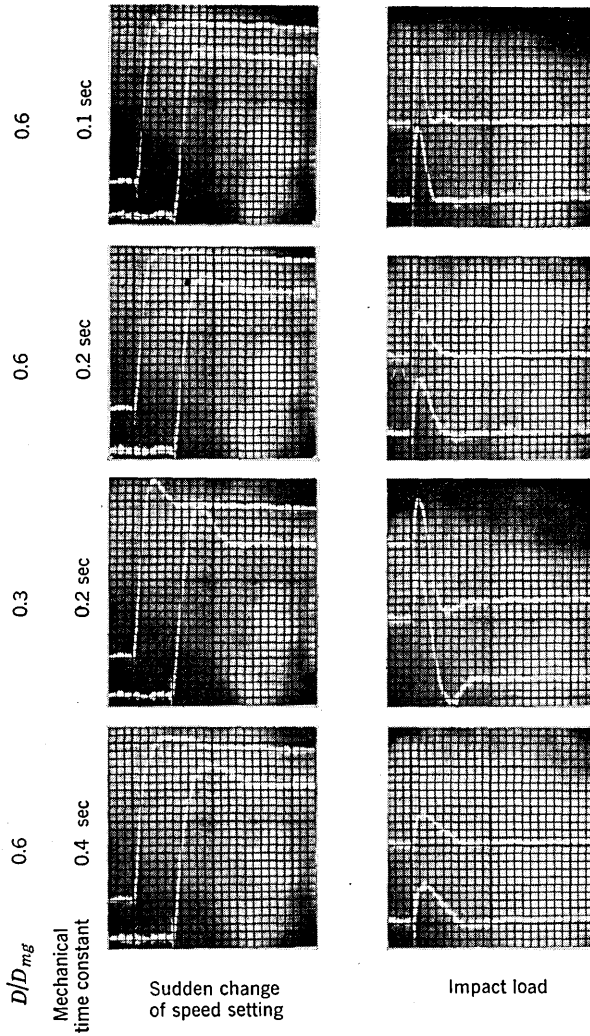 D/Dmg 0.6 0.3 0.6 0.6
Mechanical
time constant 0.4 sec 0.2 sec 0.2 sec 0.1 sec
Sudden change
of speed setting
Impact load